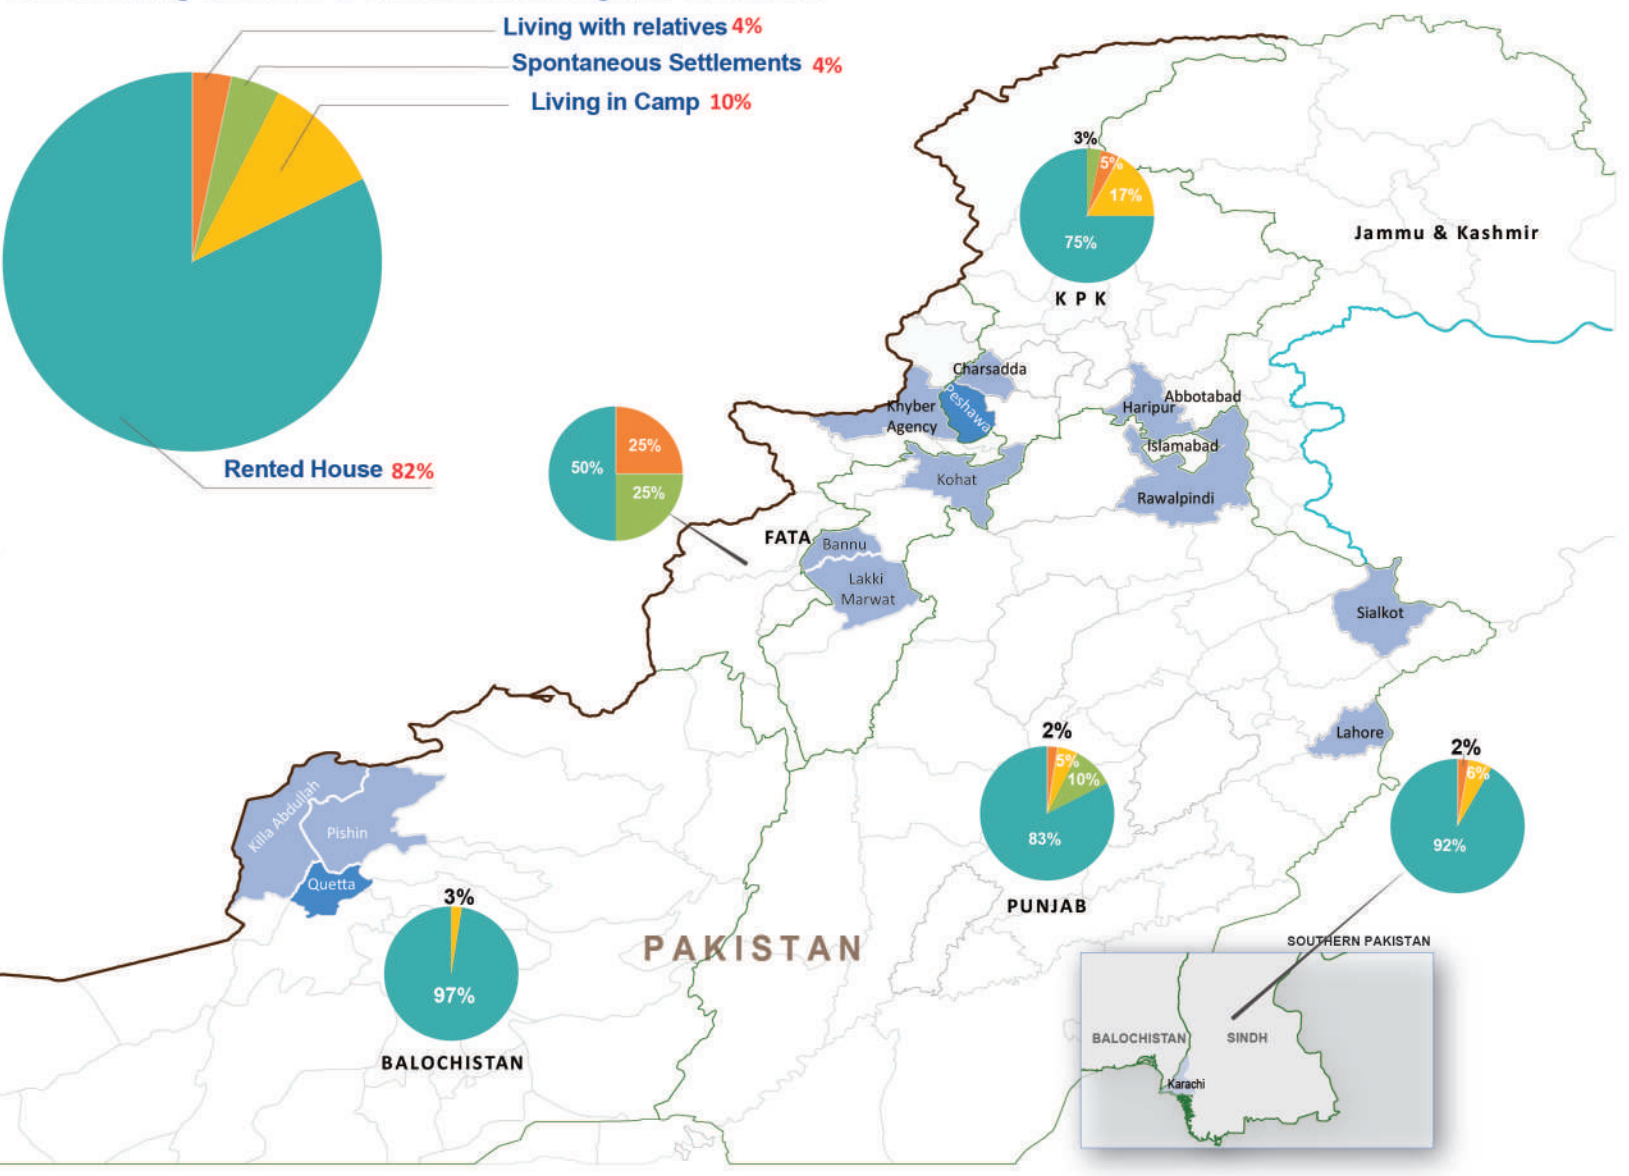 Living with relatives 4%
Spontaneous Settlements 4%
Living in Camp 10%
Rented House 82%
3%
5%
17%
75%
K P K
Jammu & Kashmir
Charsadda
Khyber
Agency
Peshawa
Abbotabad
Haripur
Islamabad
Rawalpindi
Kohat
50%
25%
25%
FATA
Bannu
Lakki
Marwat
Sialkot
Lahore
2%
5%
10%
83%
PUNJAB
2%
6%
92%
Killa Abdullah
Pishin
Quetta
3%
97%
BALOCHISTAN
PAKISTAN
SOUTHERN PAKISTAN
BALOCHISTAN
SINDH
Karachi